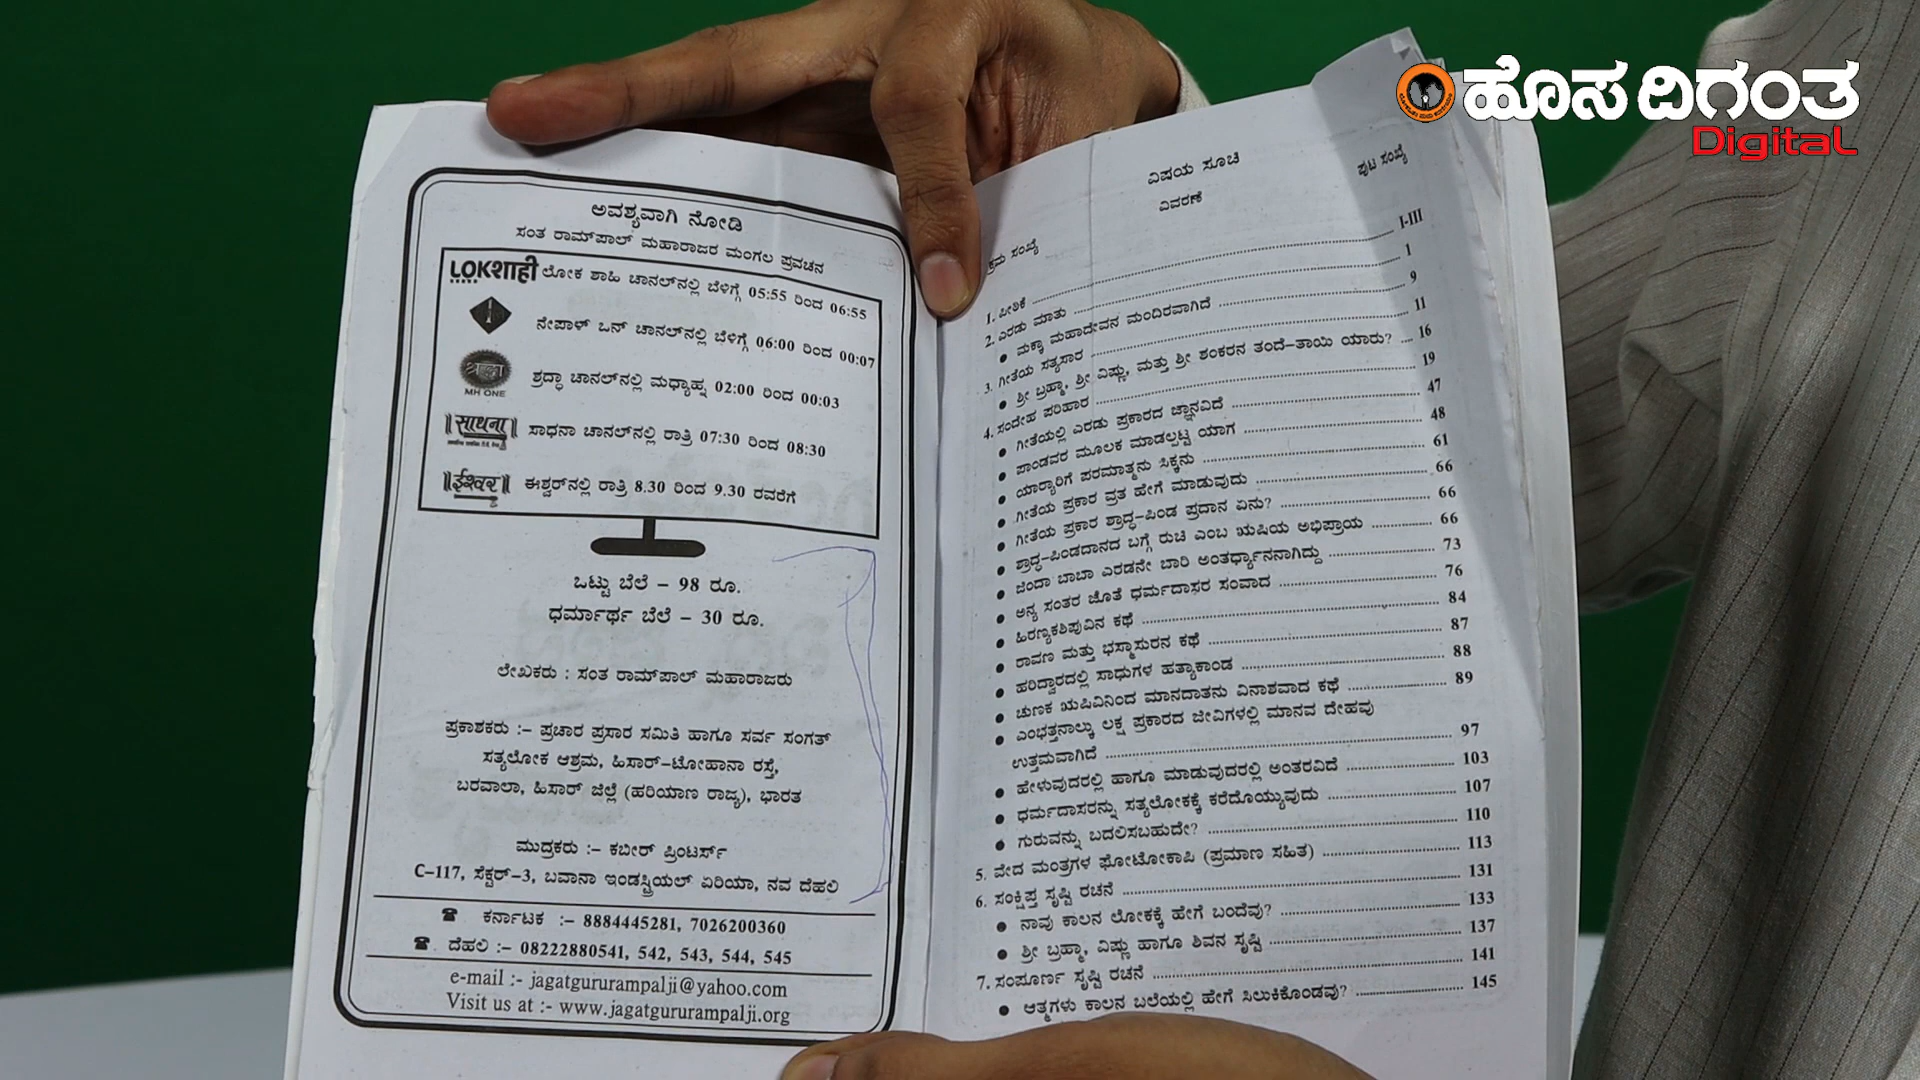 ಹೊಸ ದಿಗಂತ
Digital
ಅವಶ್ಯವಾಗಿ ನೋಡಿ
ಸಂತ ರಾಮ್‌ಪಾಲ್ ಮಹಾರಾಜರ ಮಂಗಲ ಪ್ರವಚನ
LOKशाही ಲೋಕ ಶಾಹಿ ಚಾನಲ್‌ನಲ್ಲಿ ಬೆಳಿಗ್ಗೆ 05:55 ರಿಂದ 06:55
ನೇಪಾಳ್ ಒನ್ ಚಾನಲ್‌ನಲ್ಲಿ ಬೆಳಿಗ್ಗೆ 06:00 ರಿಂದ 00:07
श्रद्धा MH ONE ಶ್ರದ್ಧಾ ಚಾನಲ್‌ನಲ್ಲಿ ಮಧ್ಯಾಹ್ನ 02:00 ರಿಂದ 00:03
॥साधना॥ ಸಾಧನಾ ಚಾನಲ್‌ನಲ್ಲಿ ರಾತ್ರಿ 07:30 ರಿಂದ 08:30
॥ईश्वर॥ ಈಶ್ವರ್‌ನಲ್ಲಿ ರಾತ್ರಿ 8.30 ರಿಂದ 9.30 ರವರೆಗೆ
ಒಟ್ಟು ಬೆಲೆ – 98 ರೂ.
ಧರ್ಮಾರ್ಥ ಬೆಲೆ – 30 ರೂ.
ಲೇಖಕರು : ಸಂತ ರಾಮ್‌ಪಾಲ್ ಮಹಾರಾಜರು
ಪ್ರಕಾಶಕರು :– ಪ್ರಚಾರ ಪ್ರಸಾರ ಸಮಿತಿ ಹಾಗೂ ಸರ್ವ ಸಂಗತ್
ಸತ್ಯಲೋಕ ಆಶ್ರಮ, ಹಿಸಾರ್–ಟೋಹಾನಾ ರಸ್ತೆ,
ಬರವಾಲಾ, ಹಿಸಾರ್ ಜಿಲ್ಲೆ (ಹರಿಯಾಣ ರಾಜ್ಯ), ಭಾರತ
ಮುದ್ರಕರು :– ಕಬೀರ್ ಪ್ರಿಂಟರ್ಸ್
C–117, ಸೆಕ್ಟರ್–3, ಬವಾನಾ ಇಂಡಸ್ಟ್ರಿಯಲ್ ಏರಿಯಾ, ನವ ದೆಹಲಿ
☎ ಕರ್ನಾಟಕ :– 8884445281, 7026200360
☎ ದೆಹಲಿ :– 08222880541, 542, 543, 544, 545
e-mail :- jagatgururampalji@yahoo.com
Visit us at :- www.jagatgururampalji.org
ವಿಷಯ ಸೂಚಿ
ಕ್ರಮ ಸಂಖ್ಯೆ ವಿವರಣೆ ಪುಟ ಸಂಖ್ಯೆ
1. ಪೀಠಿಕೆ I-III
2. ಎರಡು ಮಾತು 1
● ಮಕ್ಕಾ ಮಹಾದೇವನ ಮಂದಿರವಾಗಿದೆ 9
3. ಗೀತೆಯ ಸತ್ಯಸಾರ 11
● ಶ್ರೀ ಬ್ರಹ್ಮಾ, ಶ್ರೀ ವಿಷ್ಣು, ಮತ್ತು ಶ್ರೀ ಶಂಕರನ ತಂದೆ–ತಾಯಿ ಯಾರು? 16
4. ಸಂದೇಹ ಪರಿಹಾರ 19
● ಗೀತೆಯಲ್ಲಿ ಎರಡು ಪ್ರಕಾರದ ಜ್ಞಾನವಿದೆ 47
● ಪಾಂಡವರ ಮೂಲಕ ಮಾಡಲ್ಪಟ್ಟ ಯಾಗ 48
● ಯಾರ‍್ಯಾರಿಗೆ ಪರಮಾತ್ಮನು ಸಿಕ್ಕನು 61
● ಗೀತೆಯ ಪ್ರಕಾರ ವ್ರತ ಹೇಗೆ ಮಾಡುವುದು 66
● ಗೀತೆಯ ಪ್ರಕಾರ ಶ್ರಾದ್ಧ–ಪಿಂಡ ಪ್ರದಾನ ಏನು? 66
● ಶ್ರಾದ್ಧ–ಪಿಂಡದಾನದ ಬಗ್ಗೆ ರುಚಿ ಎಂಬ ಋಷಿಯ ಅಭಿಪ್ರಾಯ 66
● ಜಿಂದಾ ಬಾಬಾ ಎರಡನೇ ಬಾರಿ ಅಂತರ್ಧ್ಯಾನನಾಗಿದ್ದು 73
● ಅನ್ಯ ಸಂತರ ಜೊತೆ ಧರ್ಮದಾಸರ ಸಂವಾದ 76
● ಹಿರಣ್ಯಕಶಿಪುವಿನ ಕಥೆ 84
● ರಾವಣ ಮತ್ತು ಭಸ್ಮಾಸುರನ ಕಥೆ 87
● ಹರಿದ್ವಾರದಲ್ಲಿ ಸಾಧುಗಳ ಹತ್ಯಾಕಾಂಡ 88
● ಚುಣಕ ಋಷಿವಿನಿಂದ ಮಾನದಾತನು ವಿನಾಶವಾದ ಕಥೆ 89
● ಎಂಭತ್ತನಾಲ್ಕು ಲಕ್ಷ ಪ್ರಕಾರದ ಜೀವಿಗಳಲ್ಲಿ ಮಾನವ ದೇಹವು
ಉತ್ತಮವಾಗಿದೆ 97
● ಹೇಳುವುದರಲ್ಲಿ ಹಾಗೂ ಮಾಡುವುದರಲ್ಲಿ ಅಂತರವಿದೆ 103
● ಧರ್ಮದಾಸರನ್ನು ಸತ್ಯಲೋಕಕ್ಕೆ ಕರೆದೊಯ್ಯುವುದು 107
● ಗುರುವನ್ನು ಬದಲಿಸಬಹುದೇ? 110
5. ವೇದ ಮಂತ್ರಗಳ ಫೋಟೋಕಾಪಿ (ಪ್ರಮಾಣ ಸಹಿತ) 113
6. ಸಂಕ್ಷಿಪ್ತ ಸೃಷ್ಟಿ ರಚನೆ 131
● ನಾವು ಕಾಲನ ಲೋಕಕ್ಕೆ ಹೇಗೆ ಬಂದೆವು? 133
● ಶ್ರೀ ಬ್ರಹ್ಮಾ, ವಿಷ್ಣು ಹಾಗೂ ಶಿವನ ಸೃಷ್ಟಿ 137
7. ಸಂಪೂರ್ಣ ಸೃಷ್ಟಿ ರಚನೆ 141
● ಆತ್ಮಗಳು ಕಾಲನ ಬಲೆಯಲ್ಲಿ ಹೇಗೆ ಸಿಲುಕಿಕೊಂಡವು? 145